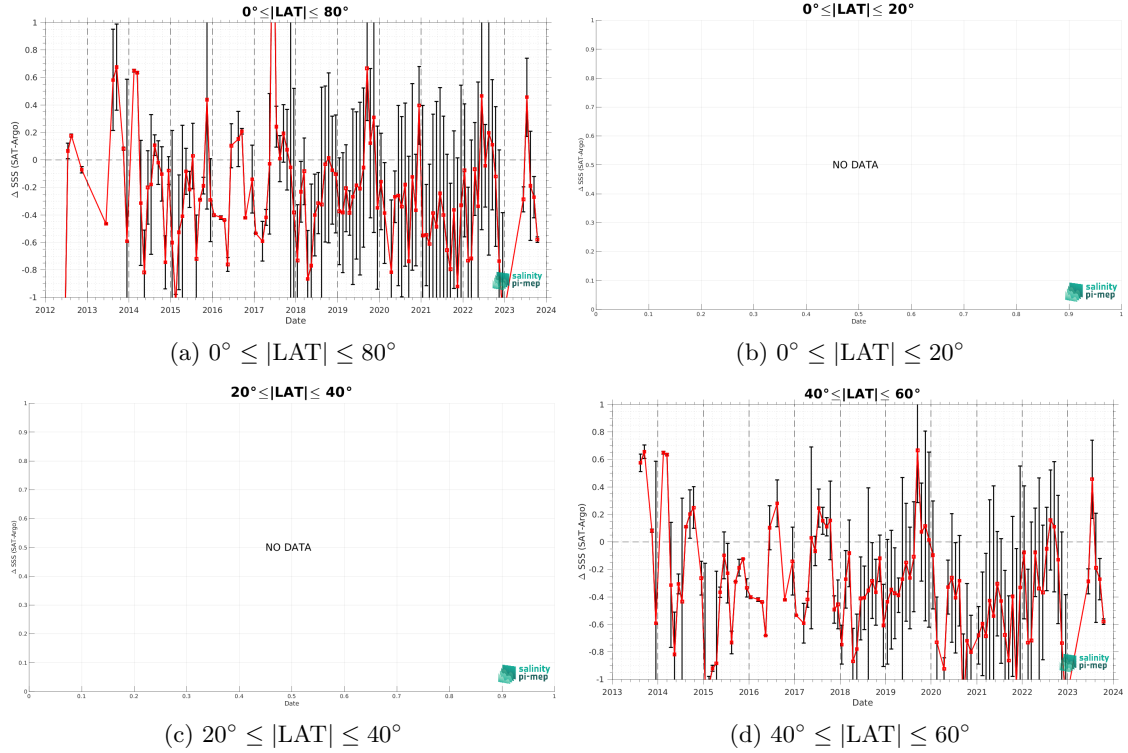 0°≤|LAT|≤ 80°
Δ SSS (SAT-Argo)
1
0.8
0.6
0.4
0.2
0
-0.2
-0.4
-0.6
-0.8
-1
2012 2013 2014 2015 2016 2017 2018 2019 2020 2021 2022 2023 2024
Date
salinity
pi-mep
(a) 0° ≤ |LAT| ≤ 80°
0°≤|LAT|≤ 20°
Δ SSS (SAT-Argo)
1
0.9
0.8
0.7
0.6
0.5
0.4
0.3
0.2
0.1
0
NO DATA
0 0.1 0.2 0.3 0.4 0.5 0.6 0.7 0.8 0.9 1
Date
salinity
pi-mep
(b) 0° ≤ |LAT| ≤ 20°
20°≤|LAT|≤ 40°
Δ SSS (SAT-Argo)
1
0.9
0.8
0.7
0.6
0.5
0.4
0.3
0.2
0.1
0
NO DATA
0 0.1 0.2 0.3 0.4 0.5 0.6 0.7 0.8 0.9 1
Date
salinity
pi-mep
(c) 20° ≤ |LAT| ≤ 40°
40°≤|LAT|≤ 60°
Δ SSS (SAT-Argo)
1
0.8
0.6
0.4
0.2
0
-0.2
-0.4
-0.6
-0.8
-1
2013 2014 2015 2016 2017 2018 2019 2020 2021 2022 2023 2024
Date
salinity
pi-mep
(d) 40° ≤ |LAT| ≤ 60°